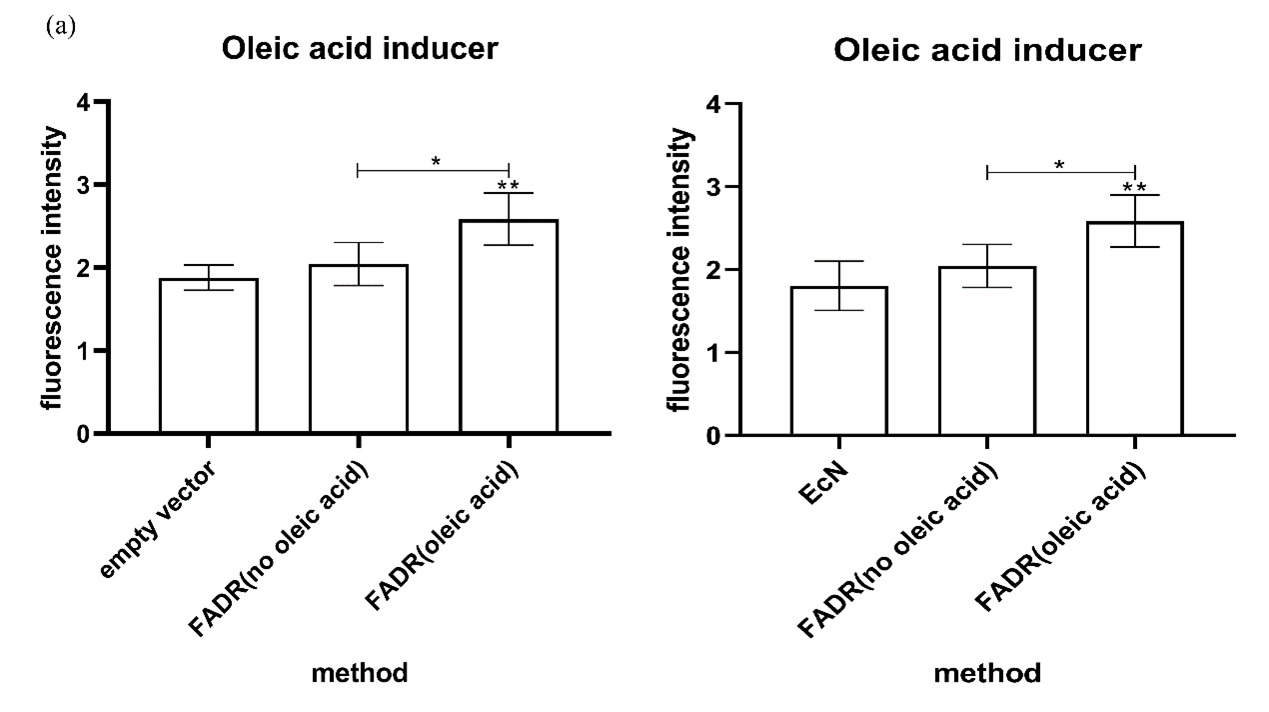 (a)
Oleic acid inducer
fluorescence intensity
4
3
2
1
0
*
**
empty vector
FADR(no oleic acid)
FADR(oleic acid)
method
Oleic acid inducer
fluorescence intensity
4
3
2
1
0
*
**
EcN
FADR(no oleic acid)
FADR(oleic acid)
method